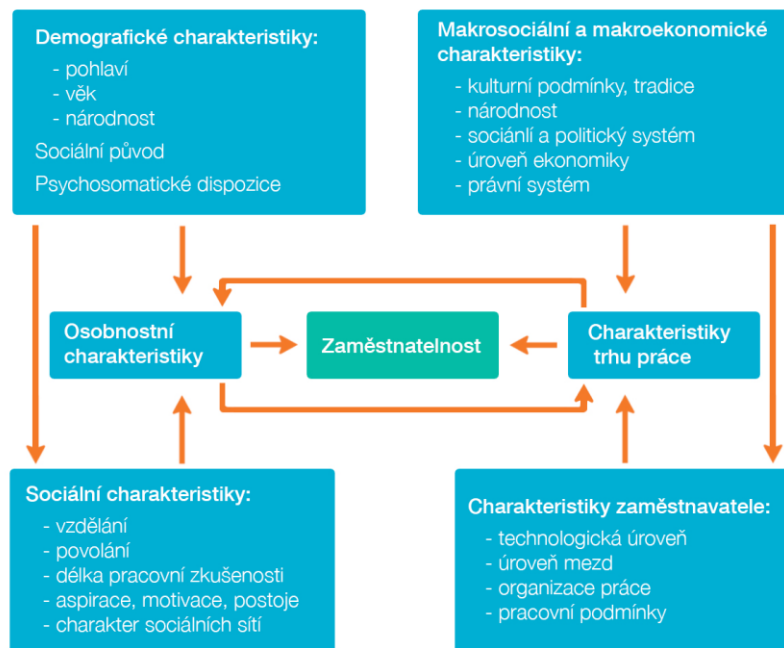 Demografické charakteristiky:
- pohlaví
- věk
- národnost
Sociální původ
Psychosomatické dispozice
Makrosociální a makroekonomické
charakteristiky:
- kulturní podmínky, tradice
- národnost
- sociánlí a politický systém
- úroveň ekonomiky
- právní systém
Osobnostní
charakteristiky
Zaměstnatelnost
Charakteristiky
trhu práce
Sociální charakteristiky:
- vzdělání
- povolání
- délka pracovní zkušenosti
- aspirace, motivace, postoje
- charakter sociálních sítí
Charakteristiky zaměstnavatele:
- technologická úroveň
- úroveň mezd
- organizace práce
- pracovní podmínky